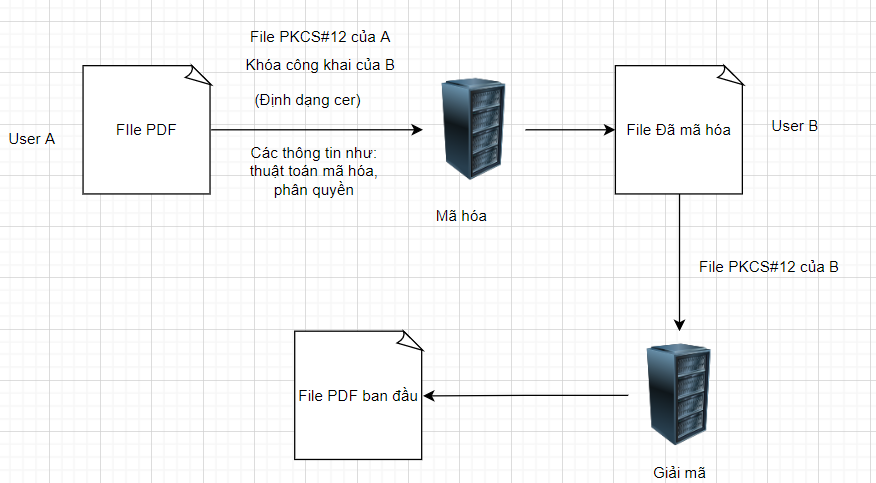 File PKCS#12 của A
Khóa công khai của B
(Định dạng cer)
User A
FIle PDF
Các thông tin như:
thuật toán mã hóa,
phân quyền
Mã hóa
File Đã mã hóa
User B
File PKCS#12 của B
Giải mã
File PDF ban đầu